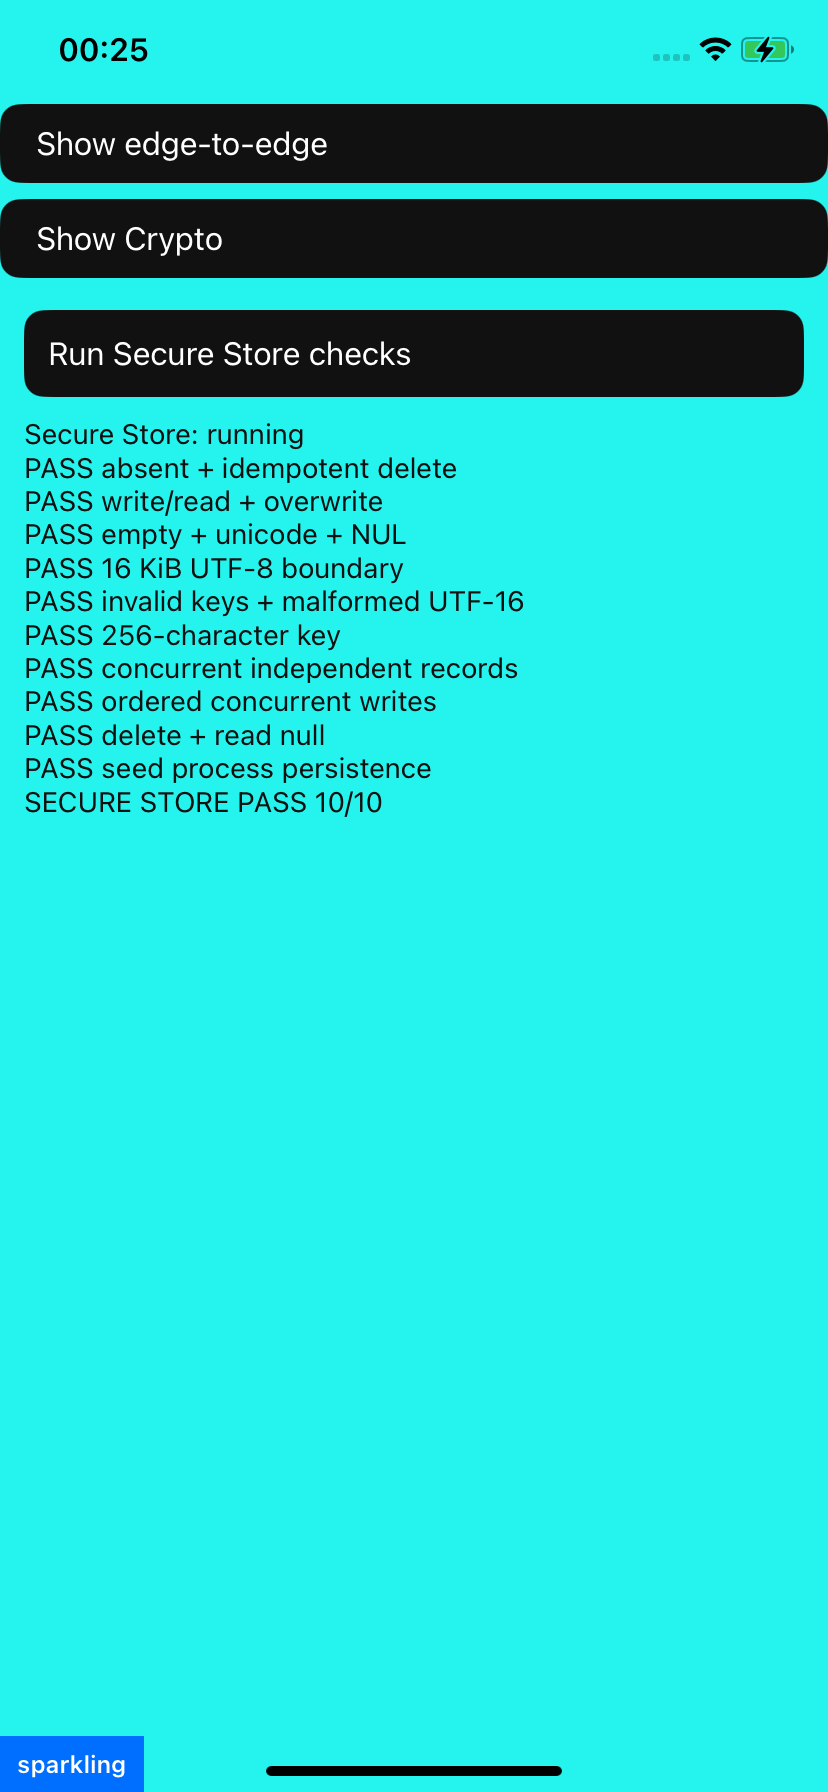 00:25
Show edge-to-edge
Show Crypto
Run Secure Store checks
Secure Store: running
PASS absent + idempotent delete
PASS write/read + overwrite
PASS empty + unicode + NUL
PASS 16 KiB UTF-8 boundary
PASS invalid keys + malformed UTF-16
PASS 256-character key
PASS concurrent independent records
PASS ordered concurrent writes
PASS delete + read null
PASS seed process persistence
SECURE STORE PASS 10/10
sparkling